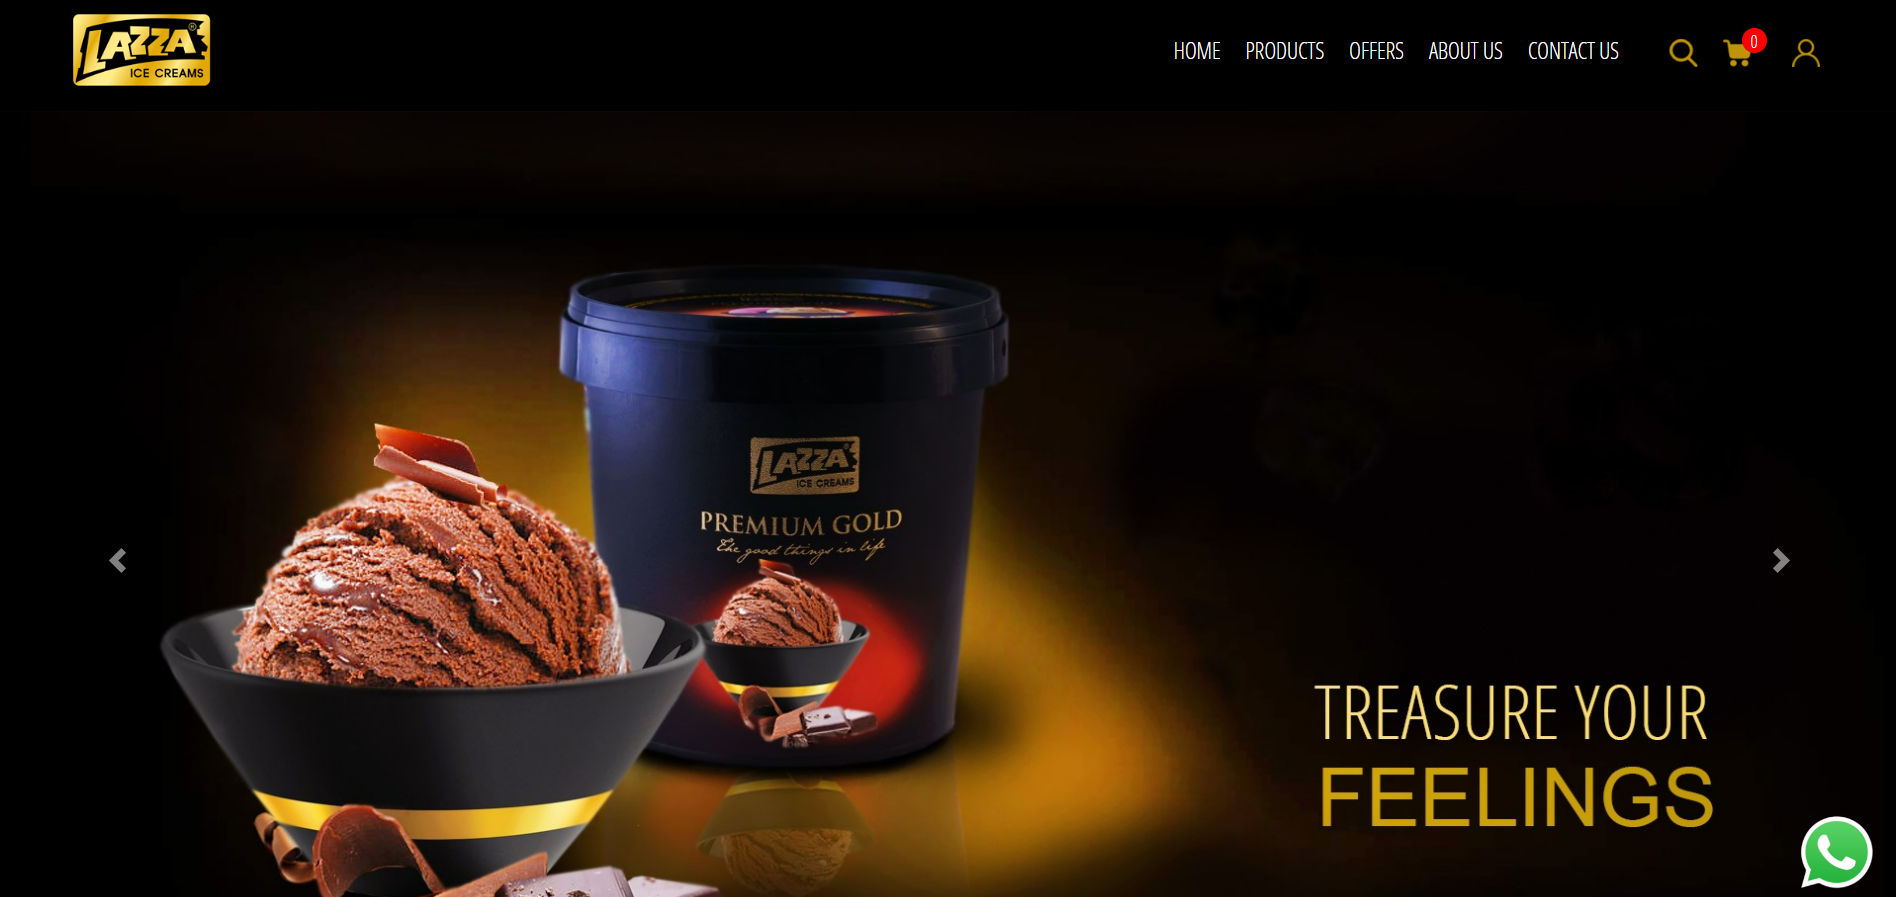 LAZZA®
ICE CREAMS
HOME PRODUCTS OFFERS ABOUT US CONTACT US
0
LAZZA®
ICE CREAMS
PREMIUM GOLD
The good things in life
TREASURE YOUR
FEELINGS